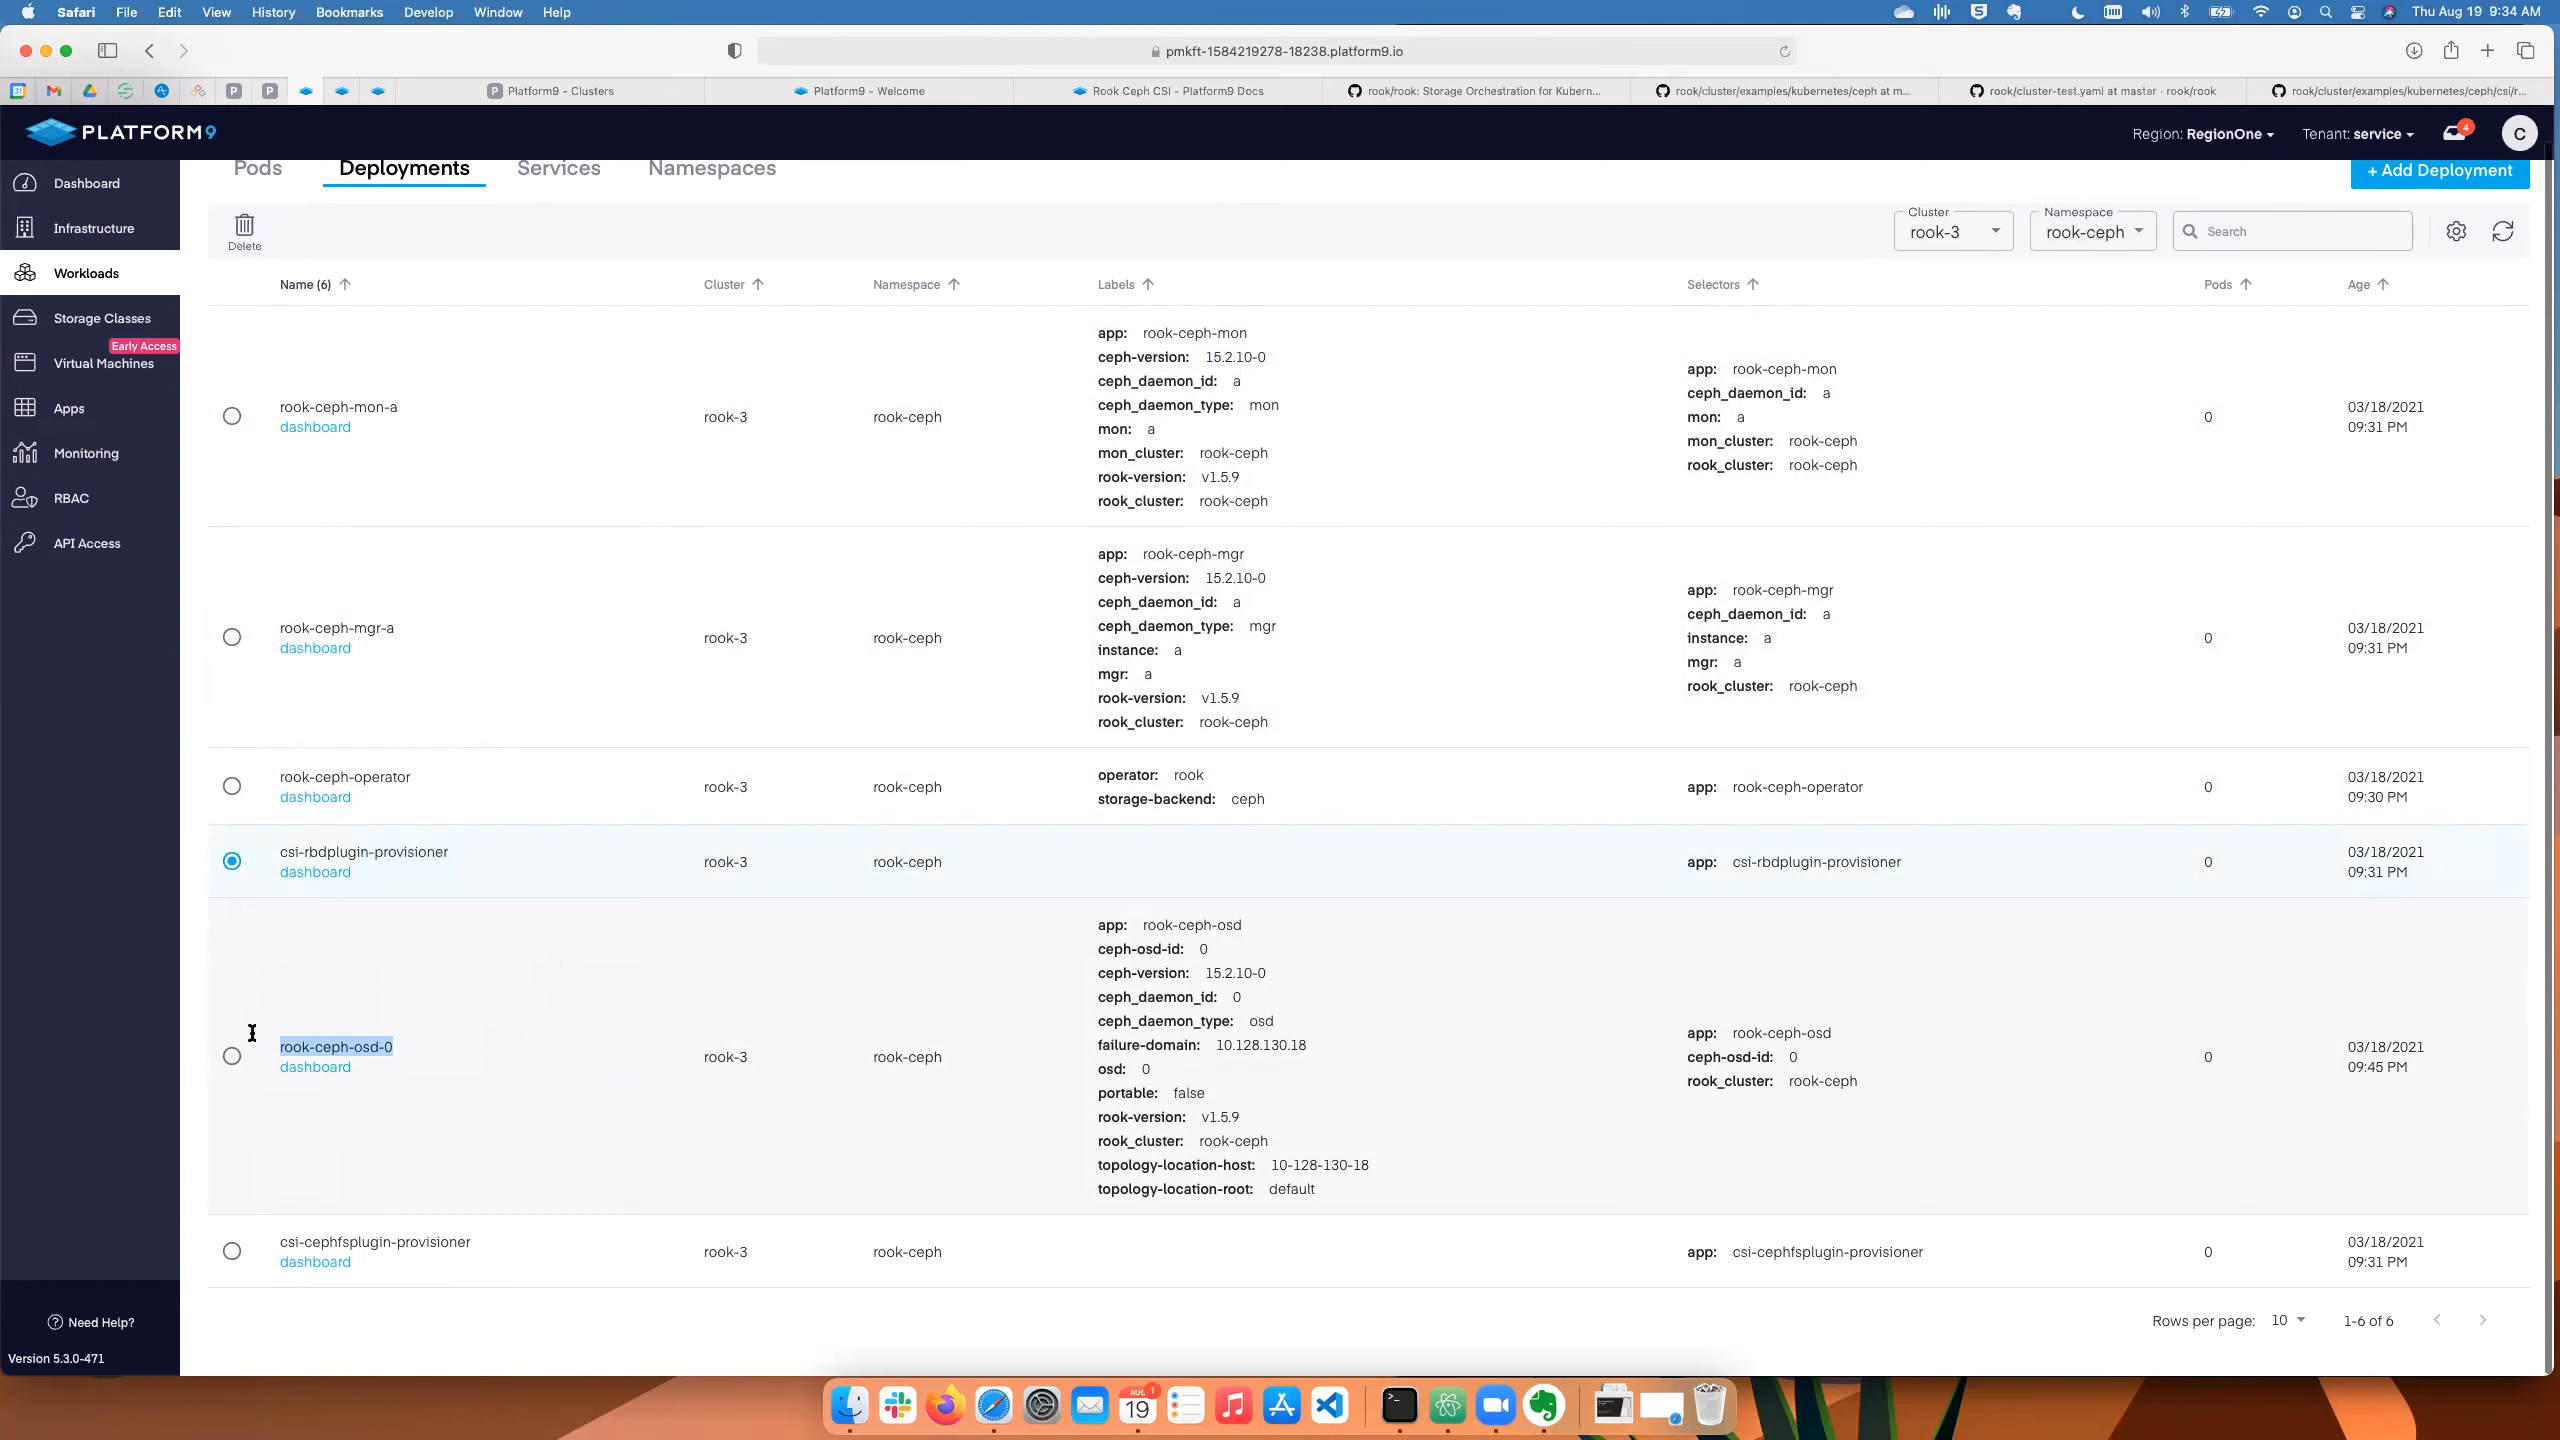 Safari File Edit View History Bookmarks Develop Window Help Thu Aug 19 9:34 AM
pmkft-1584219278-18238.platform9.io
Platform9 - Clusters Platform9 - Welcome Rook Ceph CSI - Platform9 Docs rook/rook: Storage Orchestration for Kubern... rook/cluster/examples/kubernetes/ceph at m... rook/cluster-test.yaml at master · rook/rook rook/cluster/examples/kubernetes/ceph/csi/r...
PLATFORM9 Region: RegionOne Tenant: service 4 C
Pods Deployments Services Namespaces + Add Deployment
Dashboard
Infrastructure
Workloads
Storage Classes
Early Access
Virtual Machines
Apps
Monitoring
RBAC
API Access
Need Help?
Version 5.3.0-471
Delete
Cluster
rook-3
Namespace
rook-ceph
Search
Name (6) Cluster Namespace Labels Selectors Pods Age
rook-ceph-mon-a
dashboard
rook-3
rook-ceph
app: rook-ceph-mon
ceph-version: 15.2.10-0
ceph_daemon_id: a
ceph_daemon_type: mon
mon: a
mon_cluster: rook-ceph
rook-version: v1.5.9
rook_cluster: rook-ceph
app: rook-ceph-mon
ceph_daemon_id: a
mon: a
mon_cluster: rook-ceph
rook_cluster: rook-ceph
0
03/18/2021
09:31 PM
rook-ceph-mgr-a
dashboard
rook-3
rook-ceph
app: rook-ceph-mgr
ceph-version: 15.2.10-0
ceph_daemon_id: a
ceph_daemon_type: mgr
instance: a
mgr: a
rook-version: v1.5.9
rook_cluster: rook-ceph
app: rook-ceph-mgr
ceph_daemon_id: a
instance: a
mgr: a
rook_cluster: rook-ceph
0
03/18/2021
09:31 PM
rook-ceph-operator
dashboard
rook-3
rook-ceph
operator: rook
storage-backend: ceph
app: rook-ceph-operator
0
03/18/2021
09:30 PM
csi-rbdplugin-provisioner
dashboard
rook-3
rook-ceph
app: csi-rbdplugin-provisioner
0
03/18/2021
09:31 PM
rook-ceph-osd-0
dashboard
rook-3
rook-ceph
app: rook-ceph-osd
ceph-osd-id: 0
ceph-version: 15.2.10-0
ceph_daemon_id: 0
ceph_daemon_type: osd
failure-domain: 10.128.130.18
osd: 0
portable: false
rook-version: v1.5.9
rook_cluster: rook-ceph
topology-location-host: 10-128-130-18
topology-location-root: default
app: rook-ceph-osd
ceph-osd-id: 0
rook_cluster: rook-ceph
0
03/18/2021
09:45 PM
csi-cephfsplugin-provisioner
dashboard
rook-3
rook-ceph
app: csi-cephfsplugin-provisioner
0
03/18/2021
09:31 PM
Rows per page: 10 1-6 of 6
AUG 1
19